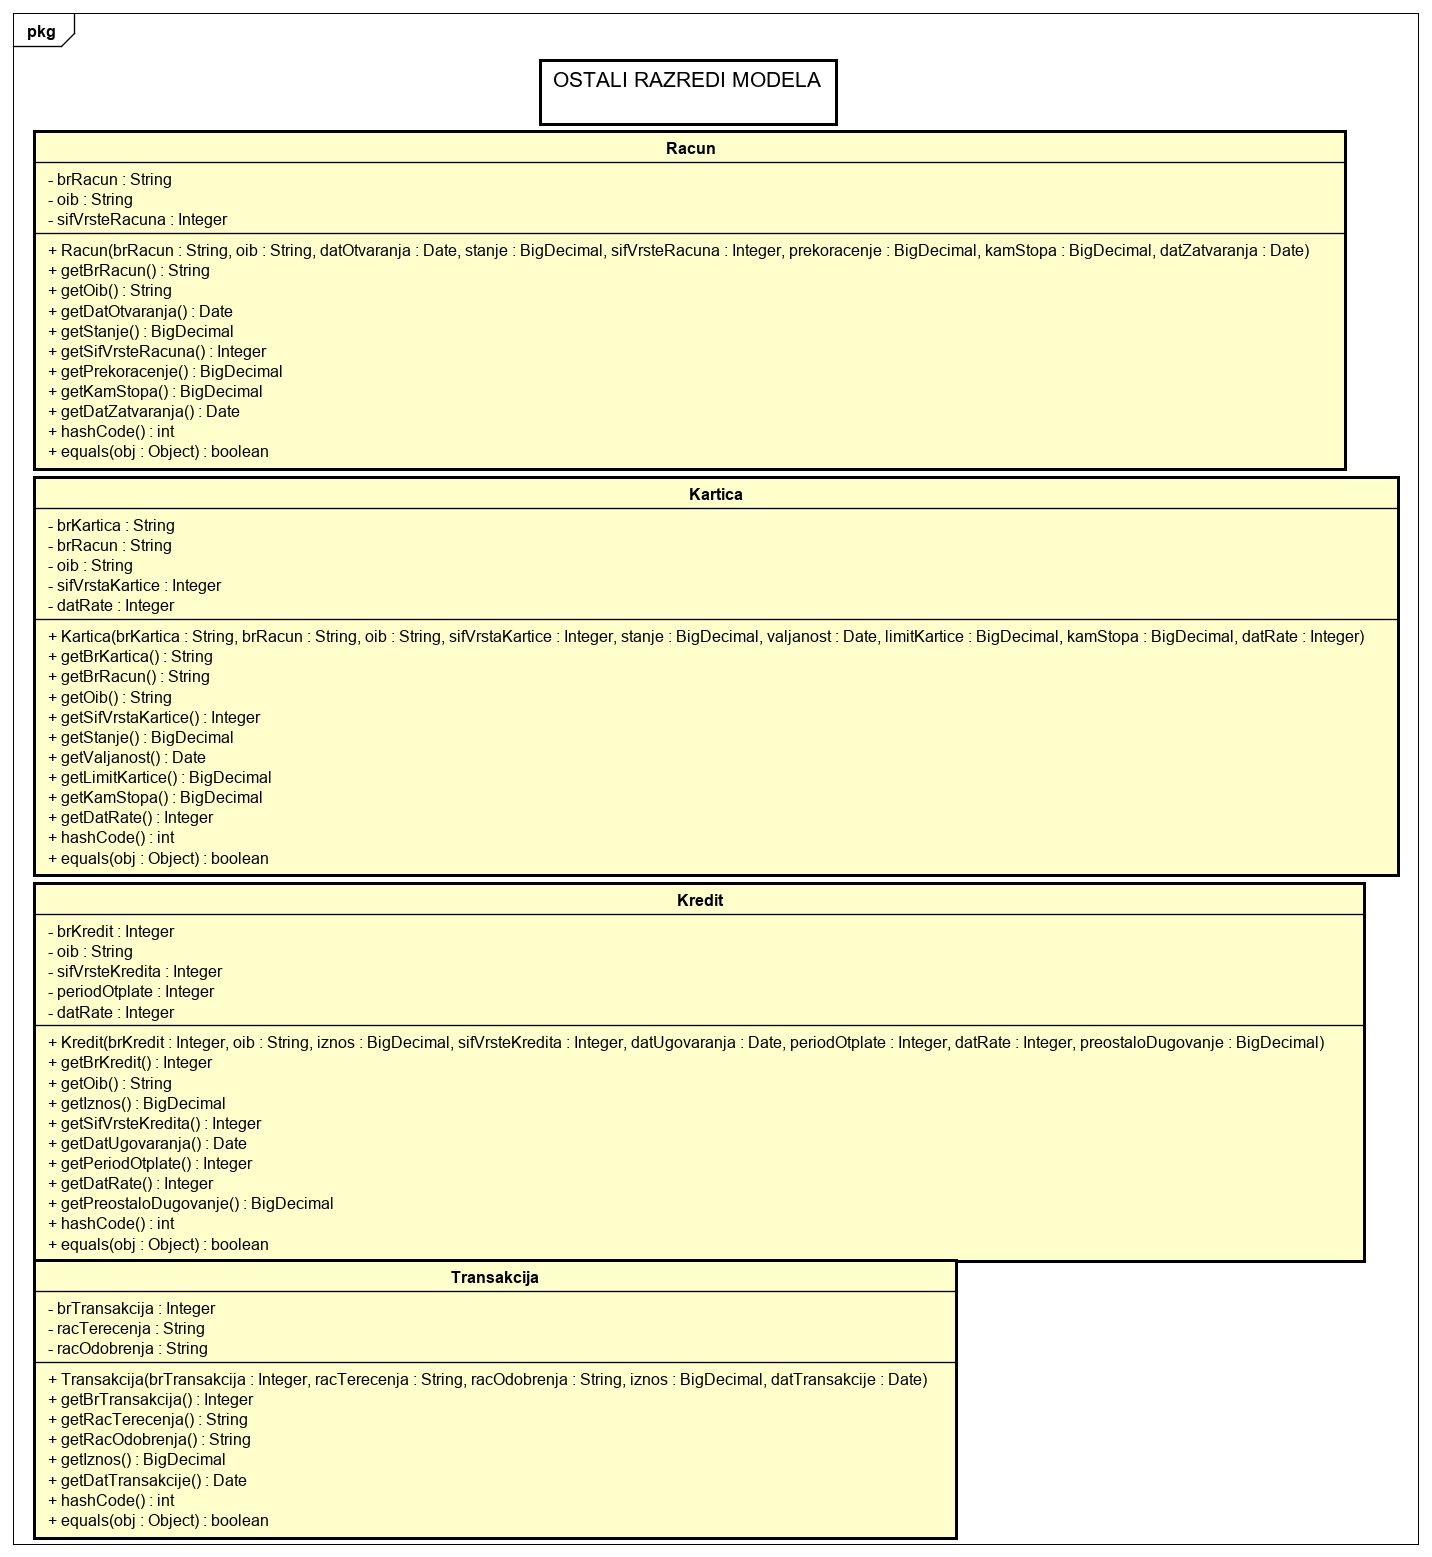 pkg
OSTALI RAZREDI MODELA
Racun
- brRacun : String
- oib : String
- sifVrsteRacuna : Integer
+ Racun(brRacun : String, oib : String, datOtvaranja : Date, stanje : BigDecimal, sifVrsteRacuna : Integer, prekoracenje : BigDecimal, kamStopa : BigDecimal, datZatvaranja : Date)
+ getBrRacun() : String
+ getOib() : String
+ getDatOtvaranja() : Date
+ getStanje() : BigDecimal
+ getSifVrsteRacuna() : Integer
+ getPrekoracenje() : BigDecimal
+ getKamStopa() : BigDecimal
+ getDatZatvaranja() : Date
+ hashCode() : int
+ equals(obj : Object) : boolean
Kartica
- brKartica : String
- brRacun : String
- oib : String
- sifVrstaKartice : Integer
- datRate : Integer
+ Kartica(brKartica : String, brRacun : String, oib : String, sifVrstaKartice : Integer, stanje : BigDecimal, valjanost : Date, limitKartice : BigDecimal, kamStopa : BigDecimal, datRate : Integer)
+ getBrKartica() : String
+ getBrRacun() : String
+ getOib() : String
+ getSifVrstaKartice() : Integer
+ getStanje() : BigDecimal
+ getValjanost() : Date
+ getLimitKartice() : BigDecimal
+ getKamStopa() : BigDecimal
+ getDatRate() : Integer
+ hashCode() : int
+ equals(obj : Object) : boolean
Kredit
- brKredit : Integer
- oib : String
- sifVrsteKredita : Integer
- periodOtplate : Integer
- datRate : Integer
+ Kredit(brKredit : Integer, oib : String, iznos : BigDecimal, sifVrsteKredita : Integer, datUgovaranja : Date, periodOtplate : Integer, datRate : Integer, preostaloDugovanje : BigDecimal)
+ getBrKredit() : Integer
+ getOib() : String
+ getIznos() : BigDecimal
+ getSifVrsteKredita() : Integer
+ getDatUgovaranja() : Date
+ getPeriodOtplate() : Integer
+ getDatRate() : Integer
+ getPreostaloDugovanje() : BigDecimal
+ hashCode() : int
+ equals(obj : Object) : boolean
Transakcija
- brTransakcija : Integer
- racTerecenja : String
- racOdobrenja : String
+ Transakcija(brTransakcija : Integer, racTerecenja : String, racOdobrenja : String, iznos : BigDecimal, datTransakcije : Date)
+ getBrTransakcija() : Integer
+ getRacTerecenja() : String
+ getRacOdobrenja() : String
+ getIznos() : BigDecimal
+ getDatTransakcije() : Date
+ hashCode() : int
+ equals(obj : Object) : boolean